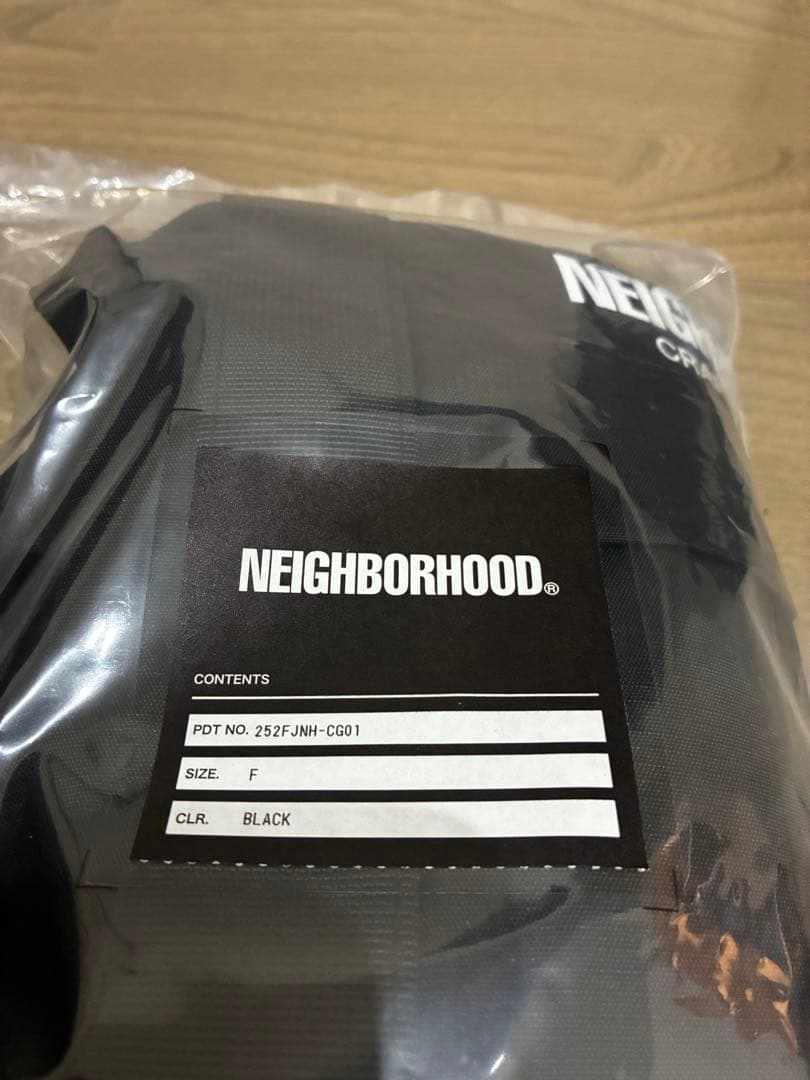 NEIGHBORHOOD®
CONTENTS
PDT NO. 252FJNH-CG01
SIZE. F
CLR. BLACK